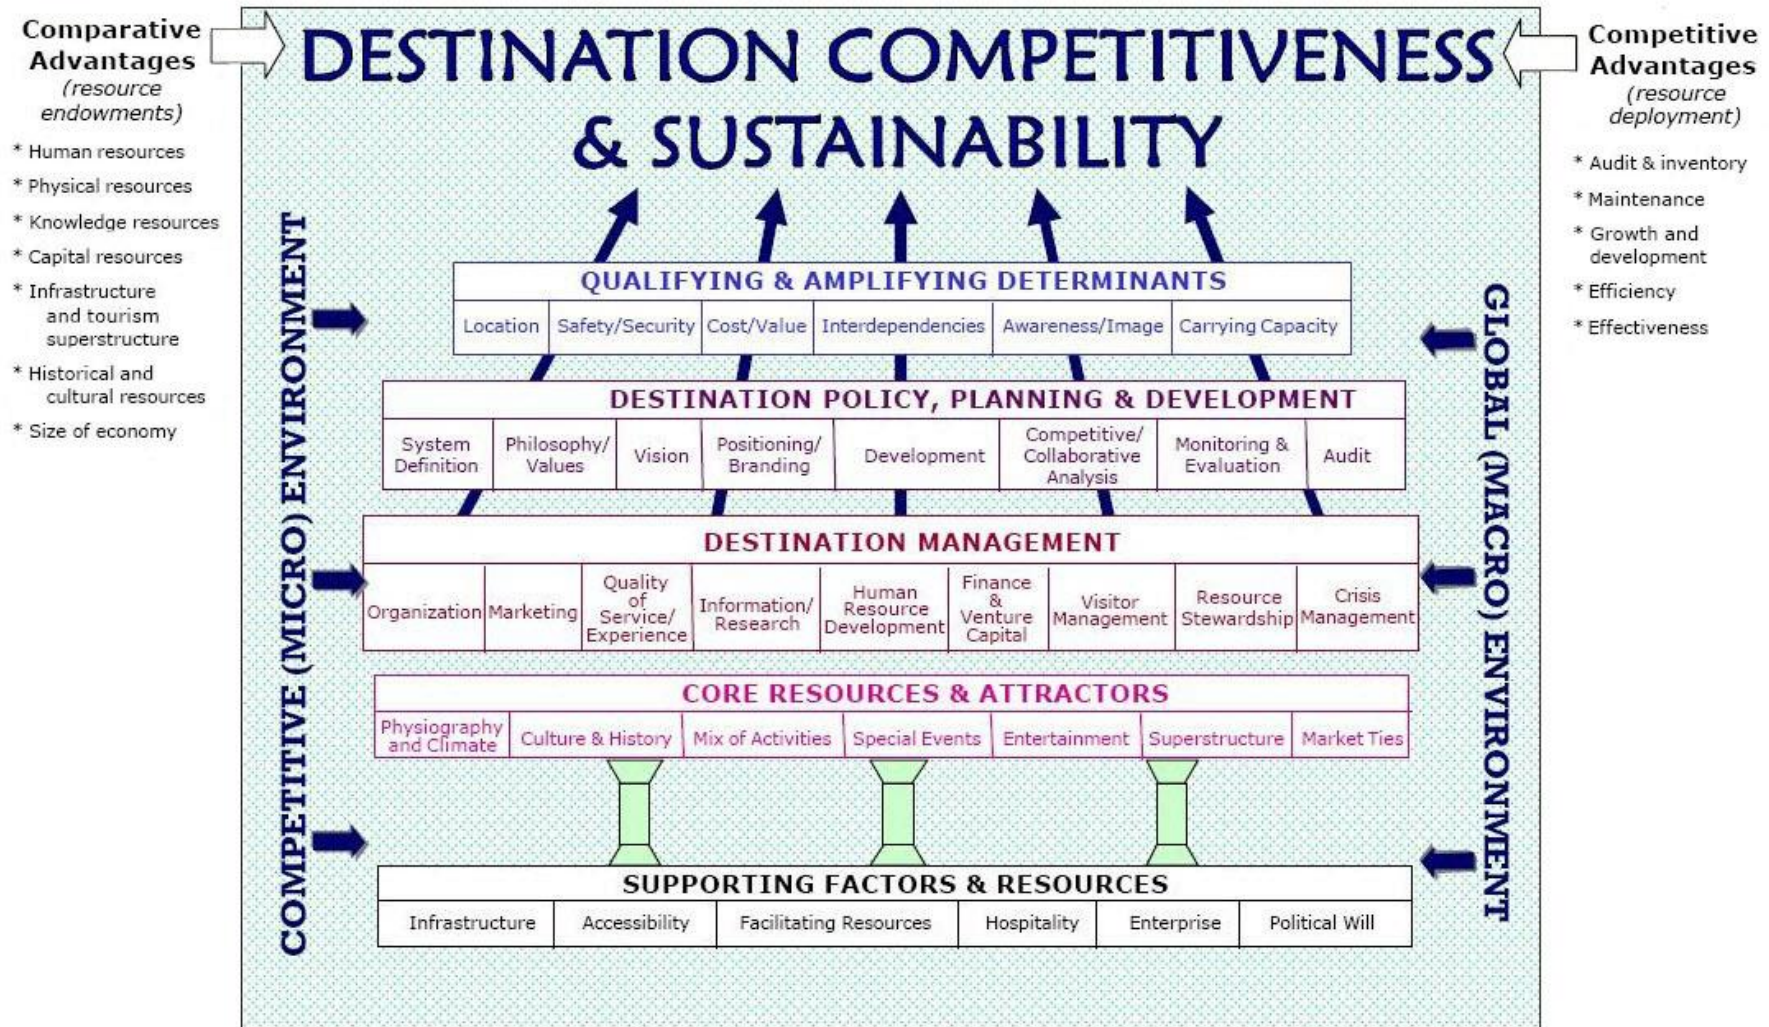 Comparative
Advantages
(resource
endowments)
* Human resources
* Physical resources
* Knowledge resources
* Capital resources
* Infrastructure
and tourism
superstructure
* Historical and
cultural resources
* Size of economy
DESTINATION COMPETITIVENESS
& SUSTAINABILITY
Competitive
Advantages
(resource
deployment)
* Audit & inventory
* Maintenance
* Growth and
development
* Efficiency
* Effectiveness
COMPETITIVE (MICRO) ENVIRONMENT
GLOBAL (MACRO) ENVIRONMENT
QUALIFYING & AMPLIFYING DETERMINANTS
Location Safety/Security Cost/Value Interdependencies Awareness/Image Carrying Capacity
DESTINATION POLICY, PLANNING & DEVELOPMENT
System
Definition
Philosophy/
Values
Vision
Positioning/
Branding
Development
Competitive/
Collaborative
Analysis
Monitoring &
Evaluation
Audit
DESTINATION MANAGEMENT
Organization
Marketing
Quality
of
Service/
Experience
Information/
Research
Human
Resource
Development
Finance
&
Venture
Capital
Visitor
Management
Resource
Stewardship
Crisis
Management
CORE RESOURCES & ATTRACTORS
Physiography
and Climate
Culture & History
Mix of Activities
Special Events
Entertainment
Superstructure
Market Ties
SUPPORTING FACTORS & RESOURCES
Infrastructure Accessibility Facilitating Resources Hospitality Enterprise Political Will